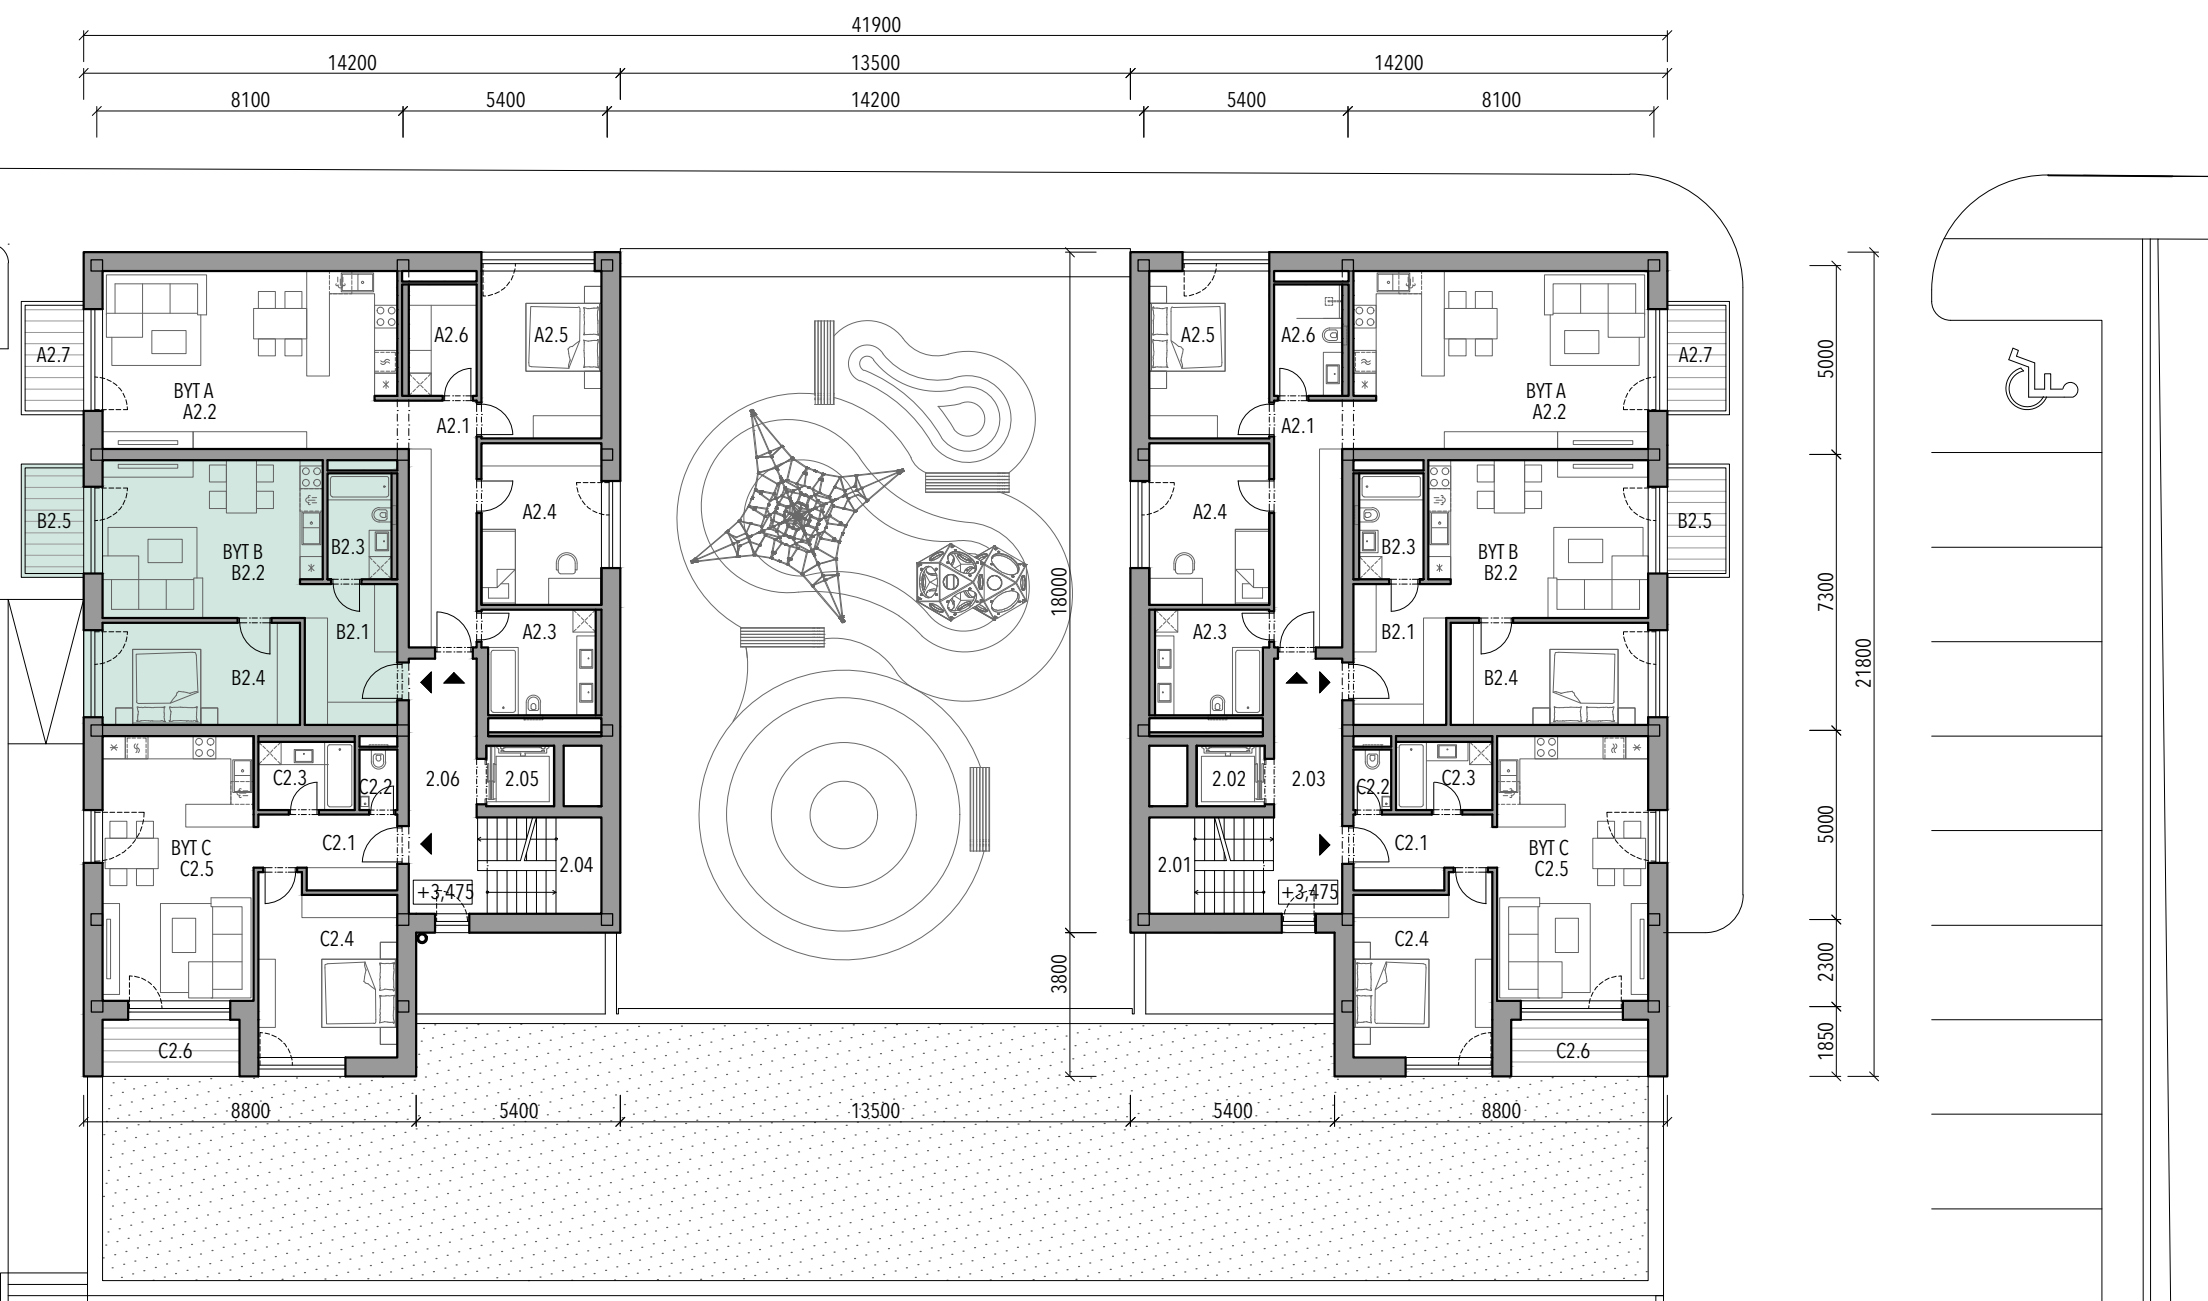 41900
14200 13500 14200
8100 5400 14200 5400 8100
A2.7 A2.6 A2.5 A2.5 A2.6 A2.7
5000
BYT A
A2.2
A2.1 A2.1
BYT A
A2.2
B2.5 A2.4 A2.4 B2.5
BYT B
B2.2
B2.3 B2.3
BYT B
B2.2
18000 7300
B2.1 A2.3 A2.3 B2.1
21800
B2.4 B2.4
C2.3 C2.2 2.06 2.05 2.02 2.03 C2.2 C2.3
5000
BYT C
C2.5
C2.1 2.04 2.01 C2.1
BYT C
C2.5
+3,475 +3,475
C2.4 C2.4
3800 2300
C2.6 C2.6
1850
8800 5400 13500 5400 8800